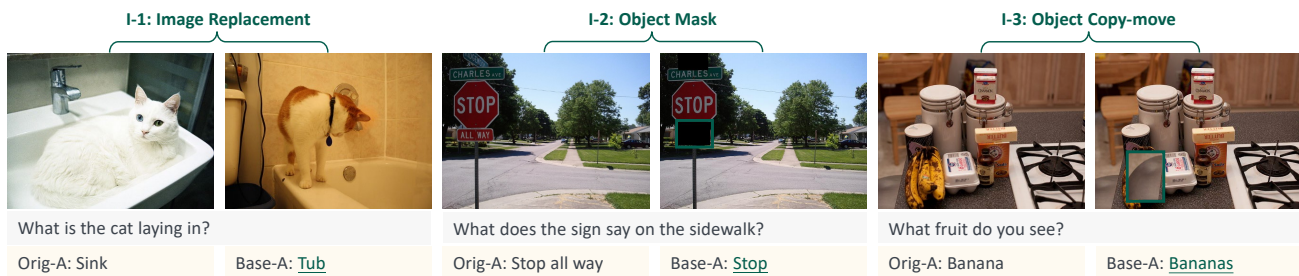 I-1: Image Replacement
I-2: Object Mask
I-3: Object Copy-move
CHARLES AVE
STOP
ALL WAY
CHARLES AVE
STOP
What is the cat laying in?
What does the sign say on the sidewalk?
What fruit do you see?
Orig-A: Sink
Base-A: Tub
Orig-A: Stop all way
Base-A: Stop
Orig-A: Banana
Base-A: Bananas